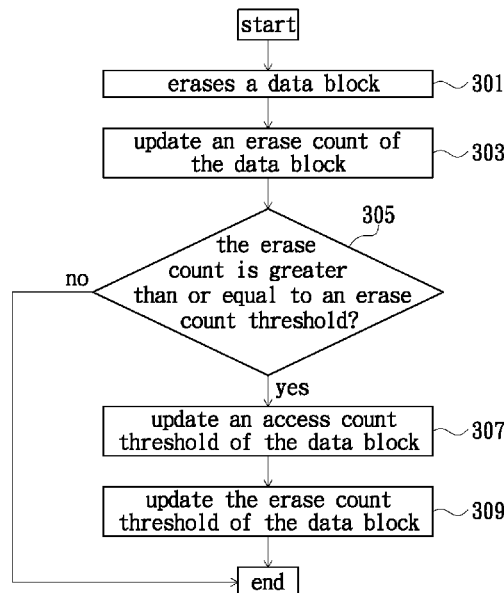 start
erases a data block
301
update an erase count of
the data block
303
305
the erase
count is greater
than or equal to an erase
count threshold?
no
yes
update an access count
threshold of the data block
307
update the erase count
threshold of the data block
309
end